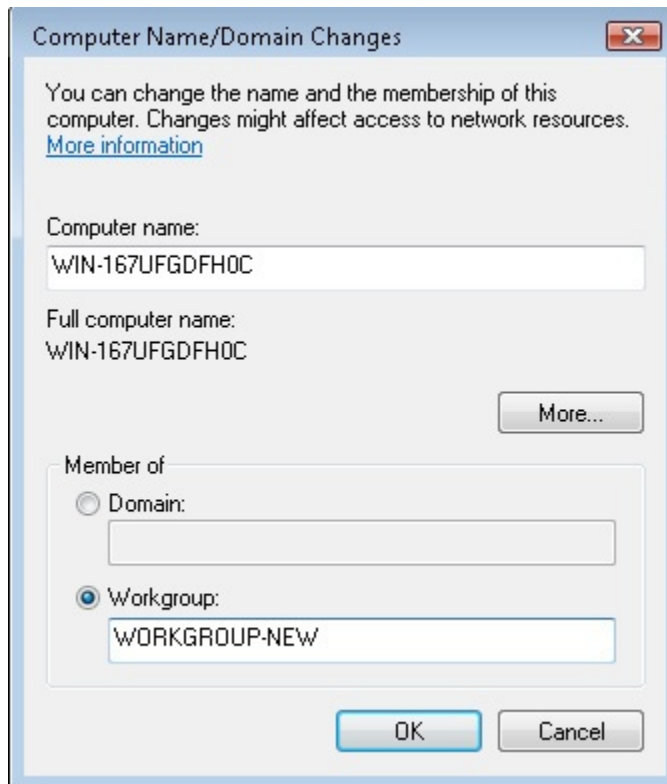 Computer Name/Domain Changes
You can change the name and the membership of this
computer. Changes might affect access to network resources.
More information
Computer name:
WIN-167UFGDFH0C
Full computer name:
WIN-167UFGDFH0C
More...
Member of
Domain:
Workgroup:
WORKGROUP-NEW
OK
Cancel